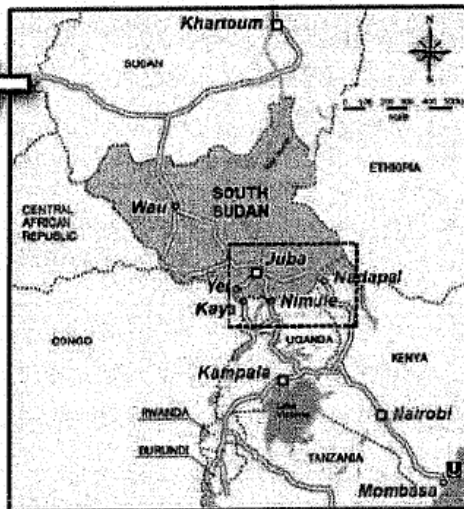 Khartoum
N
SUDAN
ETHIOPIA
SOUTH
SUDAN
CENTRAL
AFRICAN
REPUBLIC
Wau
Juba
Nadapal
Yei
Kaya
Nimule
CONGO
UGANDA
KENYA
Kampala
RWANDA
Nairobi
BURUNDI
TANZANIA
Mombasa